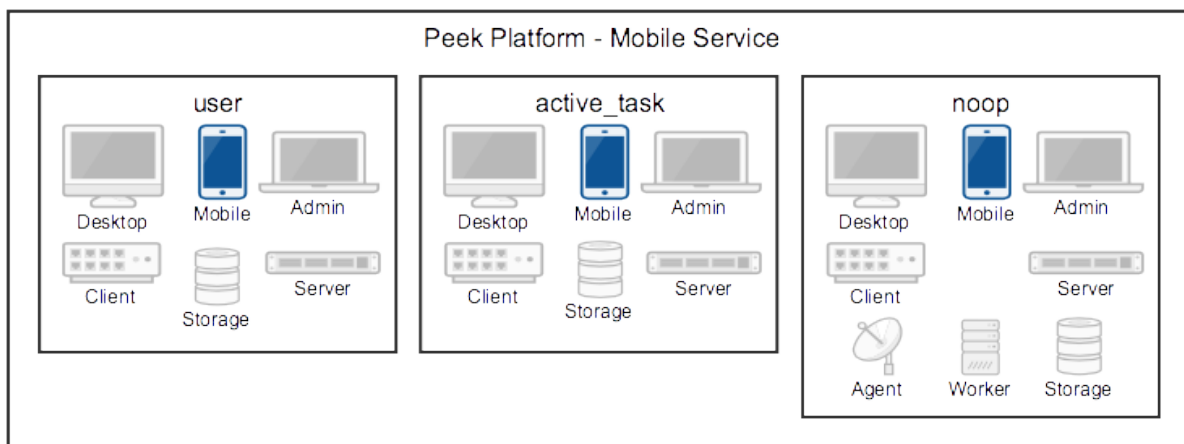 Peek Platform - Mobile Service
user
Desktop
Mobile
Admin
Client
Storage
Server
active_task
Desktop
Mobile
Admin
Client
Storage
Server
noop
Desktop
Mobile
Admin
Client
Server
Agent
Worker
Storage